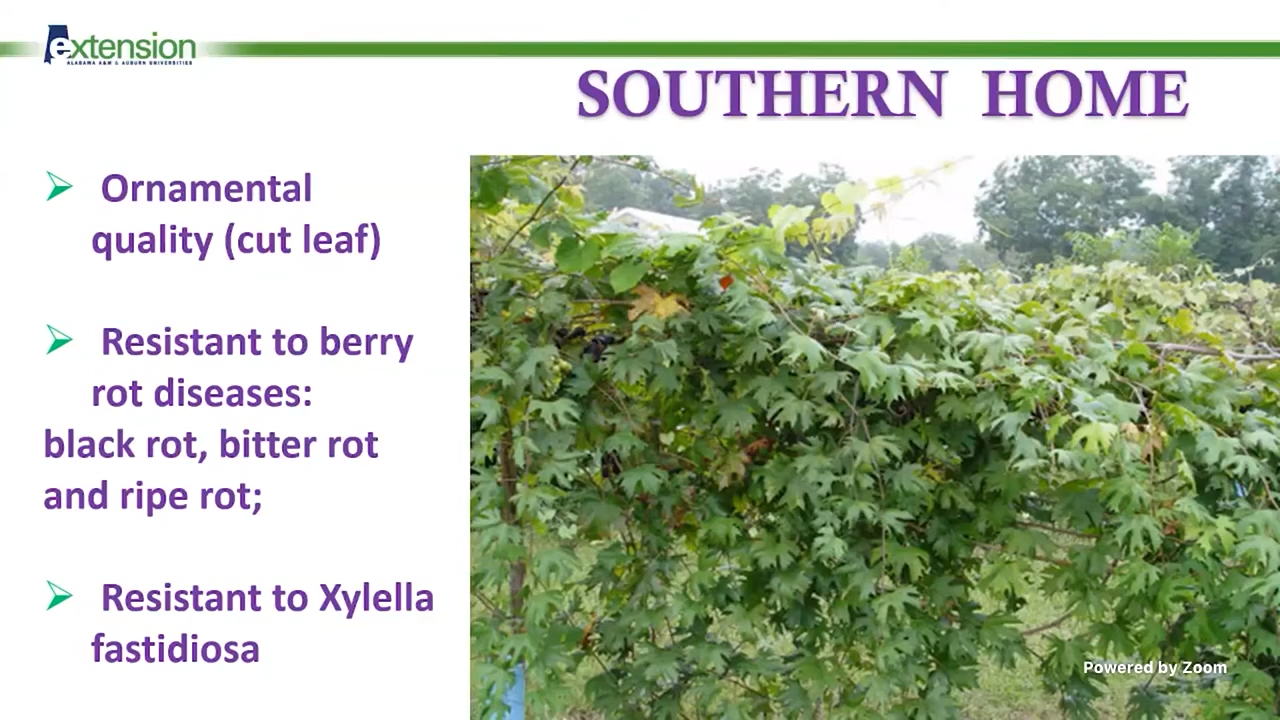 extension
ALABAMA A&M & AUBURN UNIVERSITIES
SOUTHERN HOME
Ornamental
quality (cut leaf)
Resistant to berry
rot diseases:
black rot, bitter rot
and ripe rot;
Resistant to Xylella
fastidiosa
Powered by Zoom